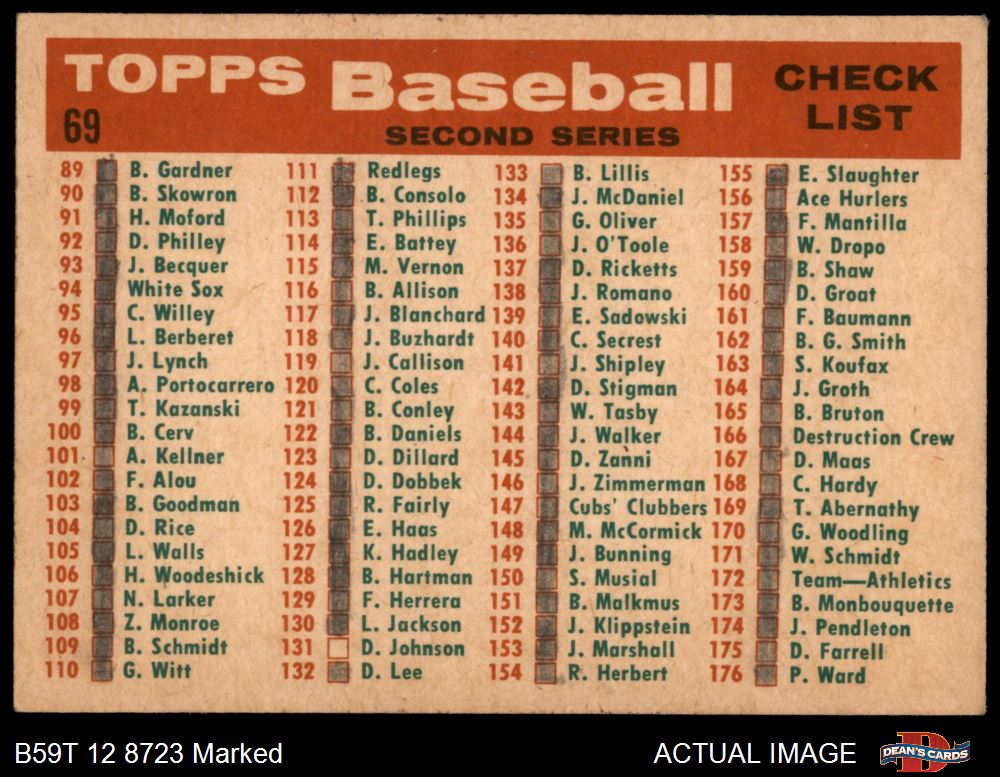 TOPPS Baseball CHECK LIST
69 SECOND SERIES
89 B. Gardner
90 B. Skowron
91 H. Moford
92 D. Philley
93 J. Becquer
94 White Sox
95 C. Willey
96 L. Berberet
97 J. Lynch
98 A. Portocarrero
99 T. Kazanski
100 B. Cerv
101 A. Kellner
102 F. Alou
103 B. Goodman
104 D. Rice
105 L. Walls
106 H. Woodeshick
107 N. Larker
108 Z. Monroe
109 B. Schmidt
110 G. Witt
111 Redlegs
112 B. Consolo
113 T. Phillips
114 E. Battey
115 M. Vernon
116 B. Allison
117 J. Blanchard
118 J. Buzhardt
119 J. Callison
120 C. Coles
121 B. Conley
122 B. Daniels
123 D. Dillard
124 D. Dobbek
125 R. Fairly
126 E. Haas
127 K. Hadley
128 B. Hartman
129 F. Herrera
130 L. Jackson
131 D. Johnson
132 D. Lee
133 B. Lillis
134 J. McDaniel
135 G. Oliver
136 J. O'Toole
137 D. Ricketts
138 J. Romano
139 E. Sadowski
140 C. Secrest
141 J. Shipley
142 D. Stigman
143 W. Tasby
144 J. Walker
145 D. Zanni
146 J. Zimmerman
147 Cubs' Clubbers
148 M. McCormick
149 J. Bunning
150 S. Musial
151 B. Malkmus
152 J. Klippstein
153 J. Marshall
154 R. Herbert
155 E. Slaughter
156 Ace Hurlers
157 F. Mantilla
158 W. Dropo
159 B. Shaw
160 D. Groat
161 F. Baumann
162 B. G. Smith
163 S. Koufax
164 J. Groth
165 B. Bruton
166 Destruction Crew
167 D. Maas
168 C. Hardy
169 T. Abernathy
170 G. Woodling
171 W. Schmidt
172 Team—Athletics
173 B. Monbouquette
174 J. Pendleton
175 D. Farrell
176 P. Ward
B59T 12 8723 Marked
ACTUAL IMAGE
DEAN'S CARDS